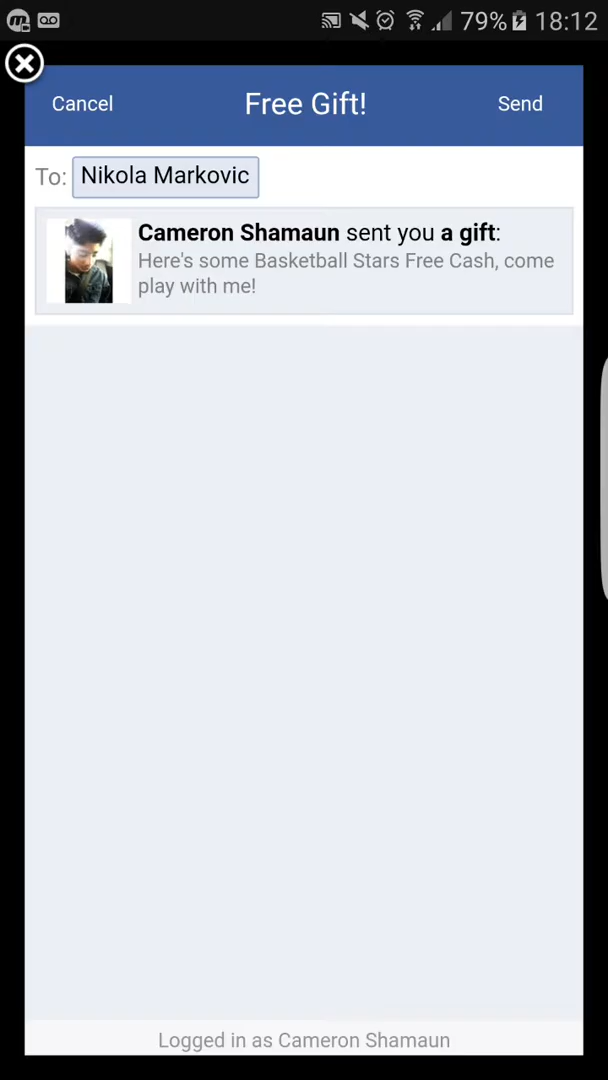 79% 18:12
Cancel Free Gift! Send
To: Nikola Markovic
Cameron Shamaun sent you a gift:
Here's some Basketball Stars Free Cash, come
play with me!
Logged in as Cameron Shamaun